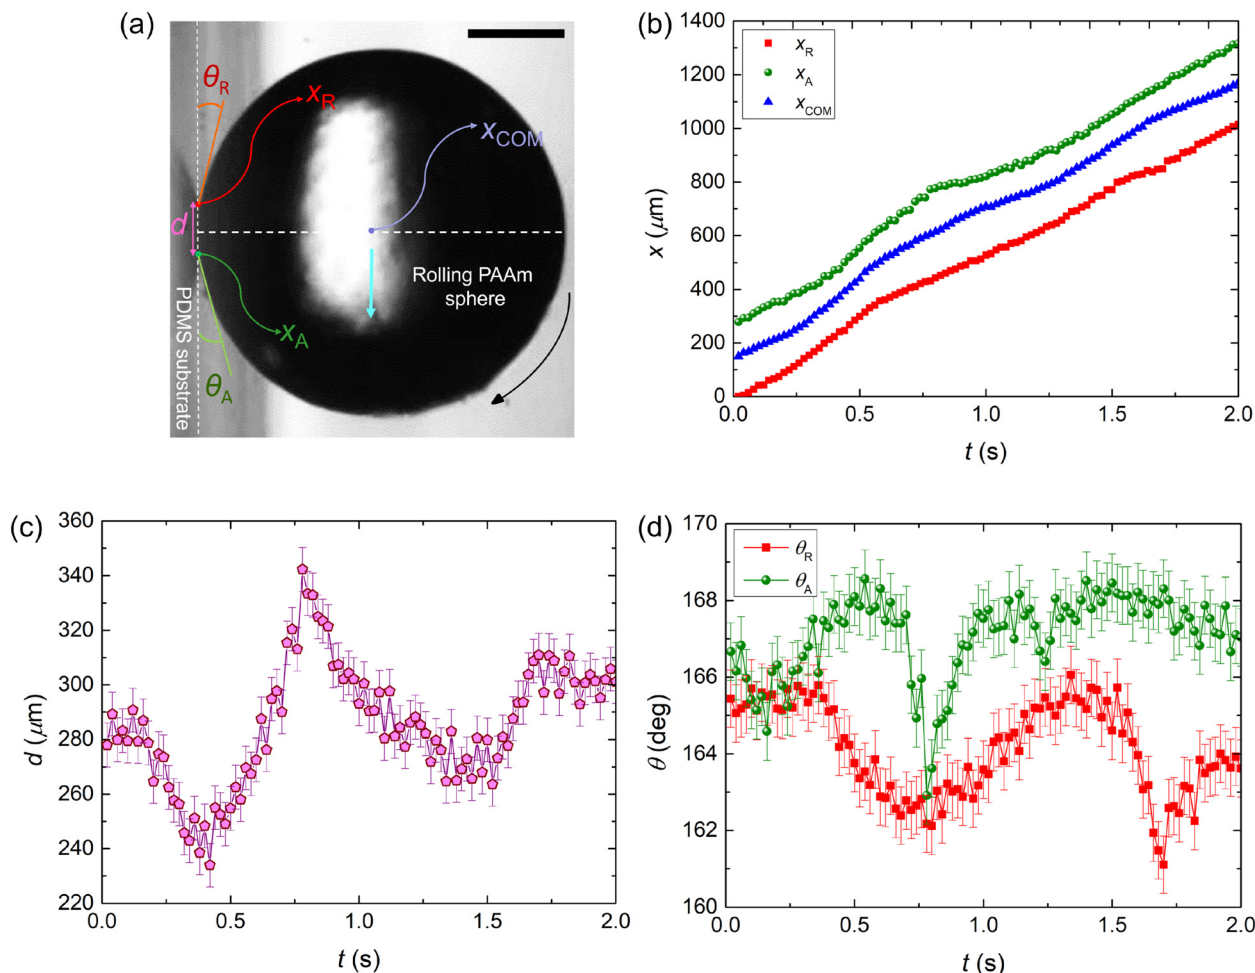 (a)
θR
xR
xCOM
d
Rolling PAAm
sphere
xA
θA
PDMS substrate
(b)
1400
1200
1000
800
600
400
200
0
x (μm)
xR
xA
xCOM
0.0 0.5 1.0 1.5 2.0
t (s)
(c)
360
340
320
300
280
260
240
220
d (μm)
0.0 0.5 1.0 1.5 2.0
t (s)
(d)
170
168
166
164
162
160
θ (deg)
θR
θA
0.0 0.5 1.0 1.5 2.0
t (s)